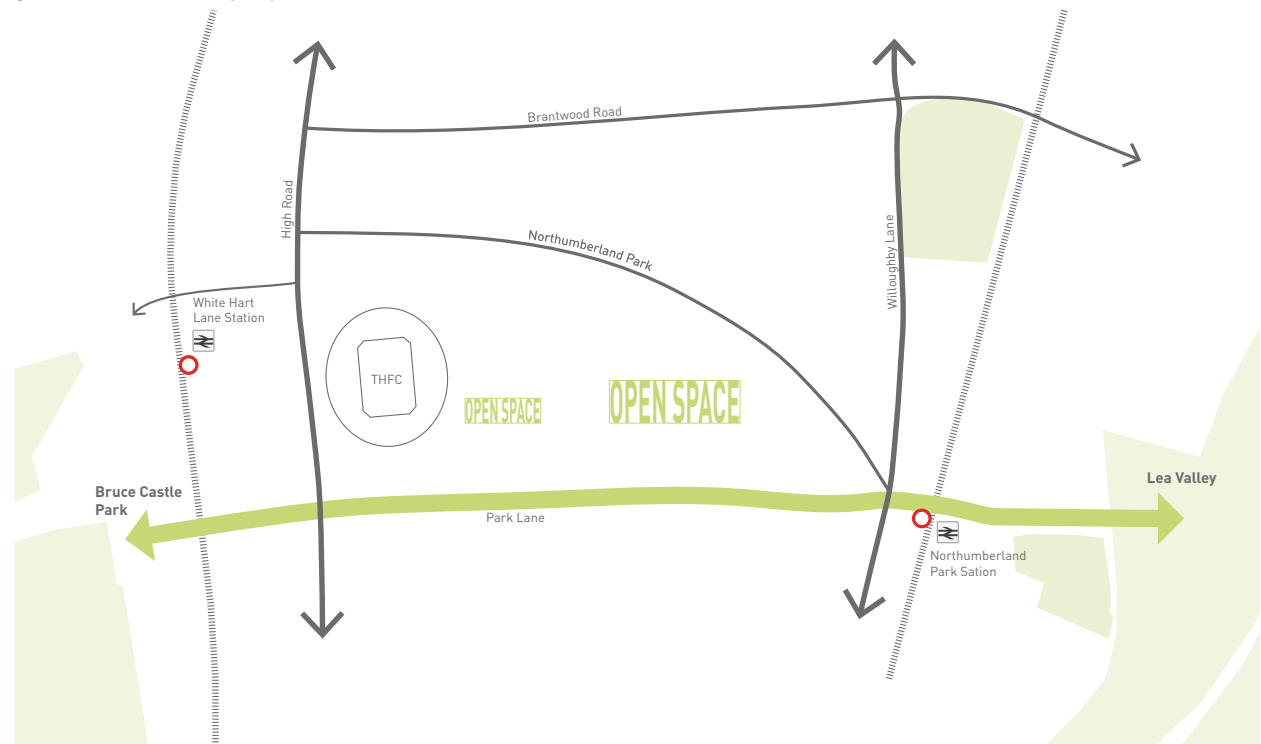 Brantwood Road
High Road
Northumberland Park
Willoughby Lane
White Hart
Lane Station
THFC
OPEN SPACE
OPEN SPACE
Bruce Castle
Park
Lea Valley
Park Lane
Northumberland
Park Sation